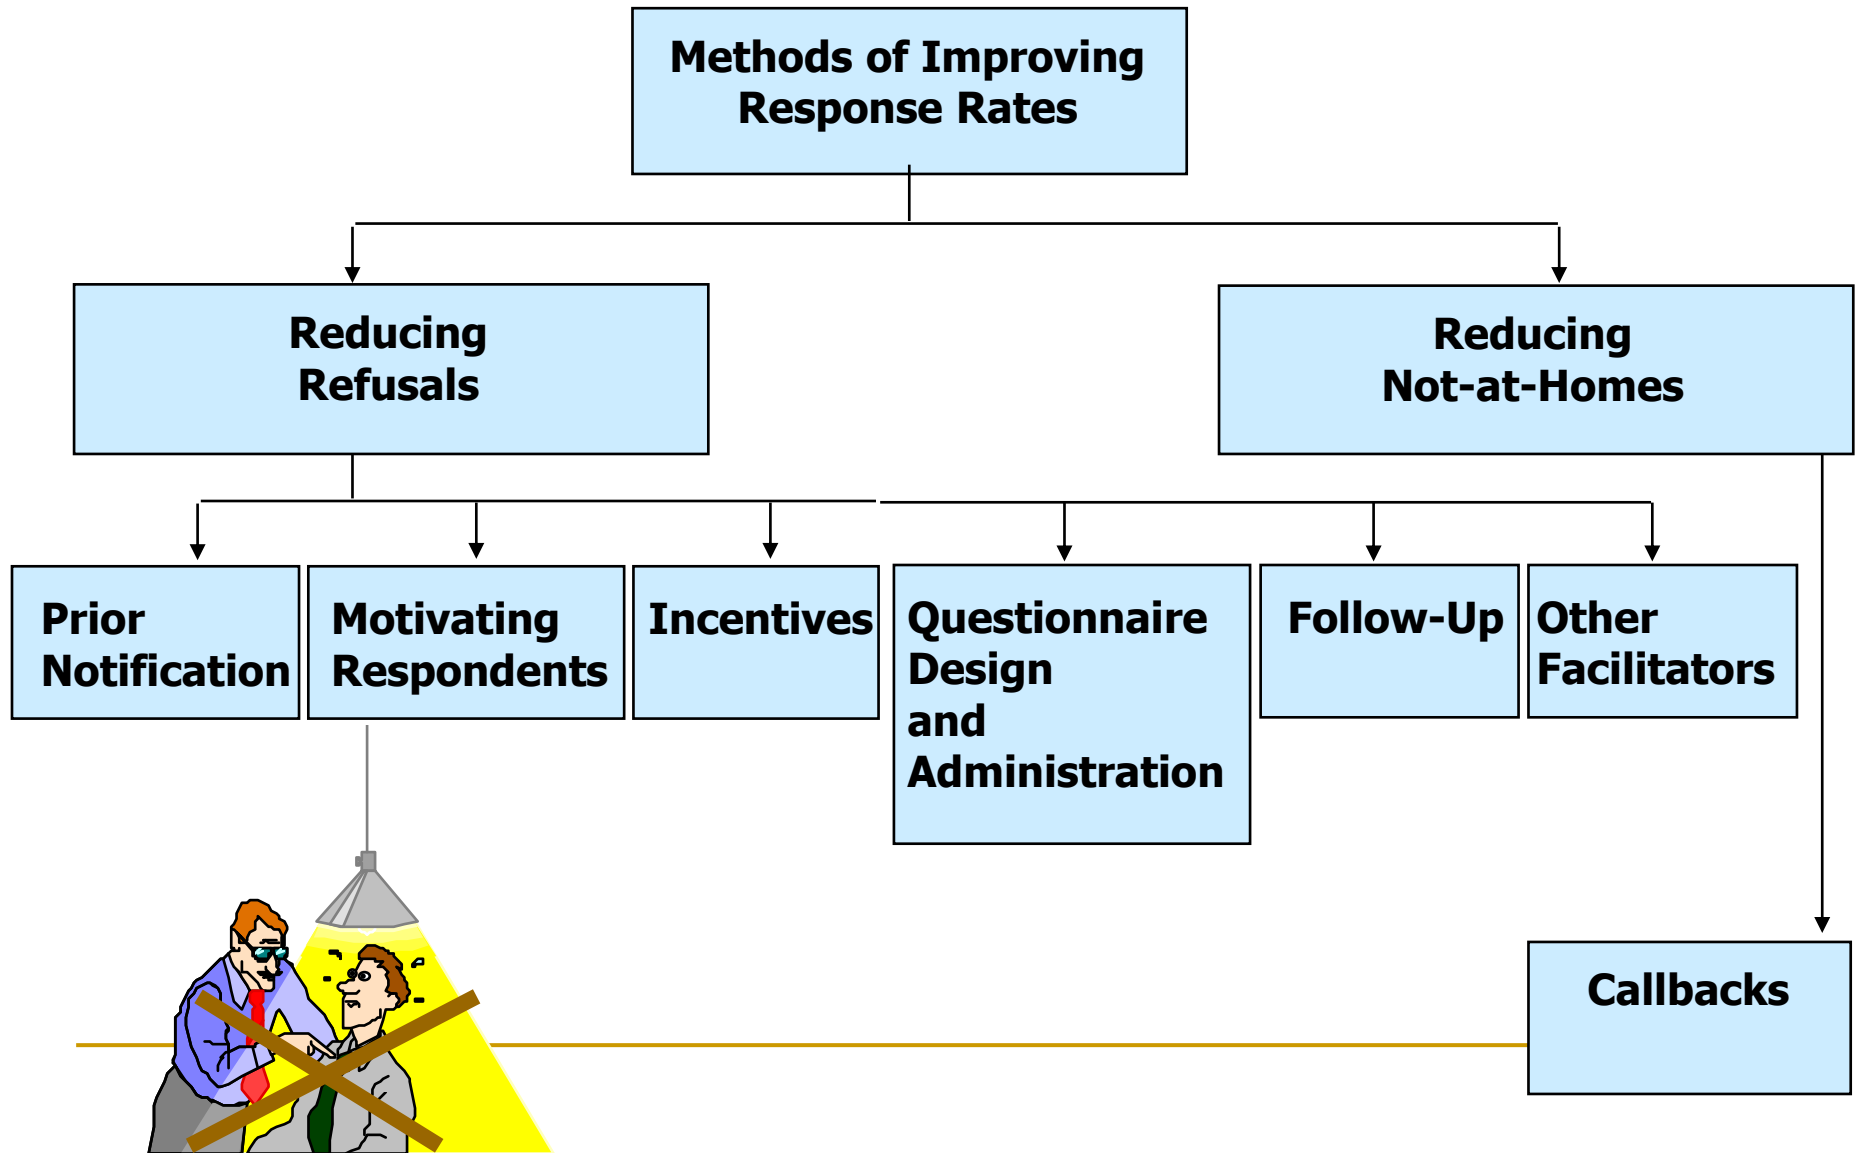 Methods of Improving
Response Rates
Reducing
Refusals
Reducing
Not-at-Homes
Prior
Notification
Motivating
Respondents
Incentives
Questionnaire
Design
and
Administration
Follow-Up
Other
Facilitators
Callbacks